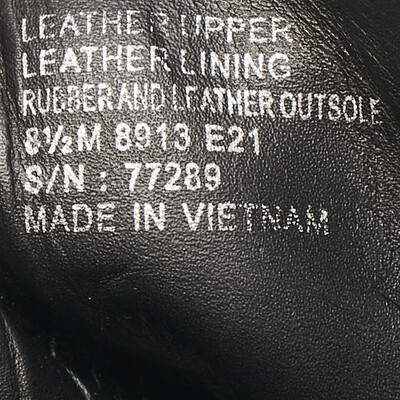 LEATHER UPPER
LEATHER LINING
RUBBER AND LEATHER OUTSOLE
8½M 8913 E21
S/N : 77289
MADE IN VIETNAM